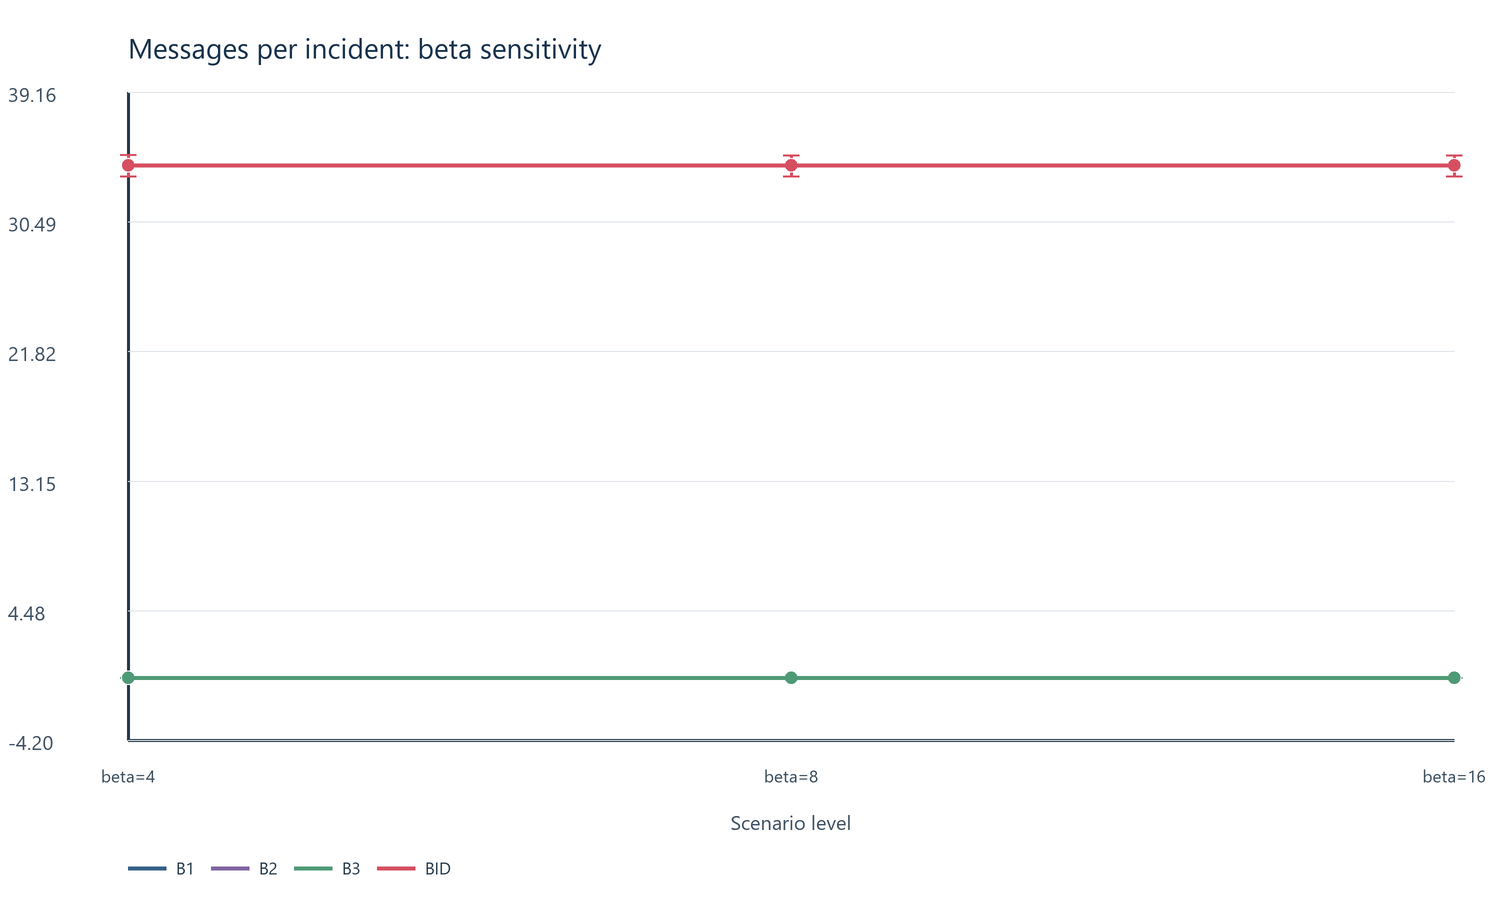 Messages per incident: beta sensitivity
39.16
30.49
21.82
13.15
4.48
-4.20
beta=4 beta=8 beta=16
Scenario level
B1 B2 B3 BID